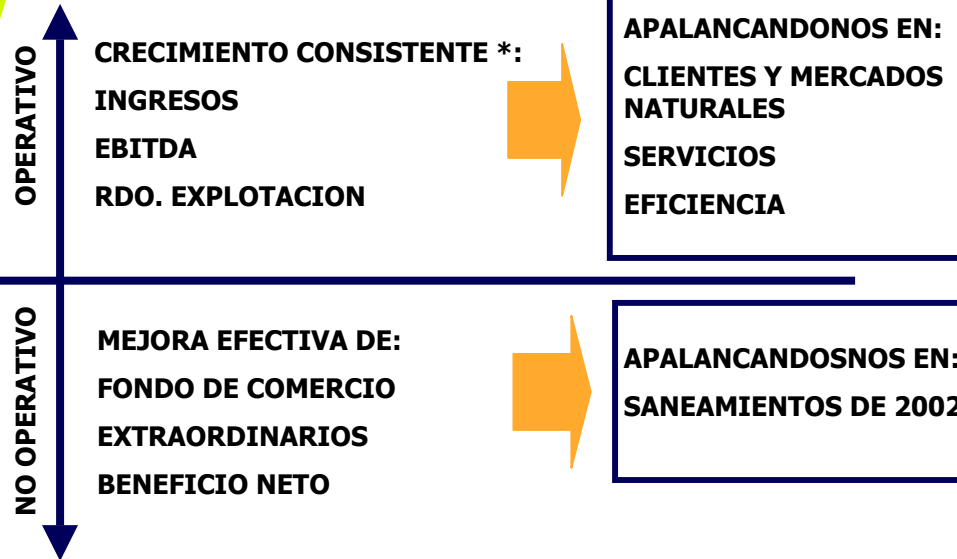 OPERATIVO
CRECIMIENTO CONSISTENTE *:
INGRESOS
EBITDA
RDO. EXPLOTACION
APALANCANDONOS EN:
CLIENTES Y MERCADOS
NATURALES
SERVICIOS
EFICIENCIA
NO OPERATIVO
MEJORA EFECTIVA DE:
FONDO DE COMERCIO
EXTRAORDINARIOS
BENEFICIO NETO
APALANCANDOSNOS EN:
SANEAMIENTOS DE 2002